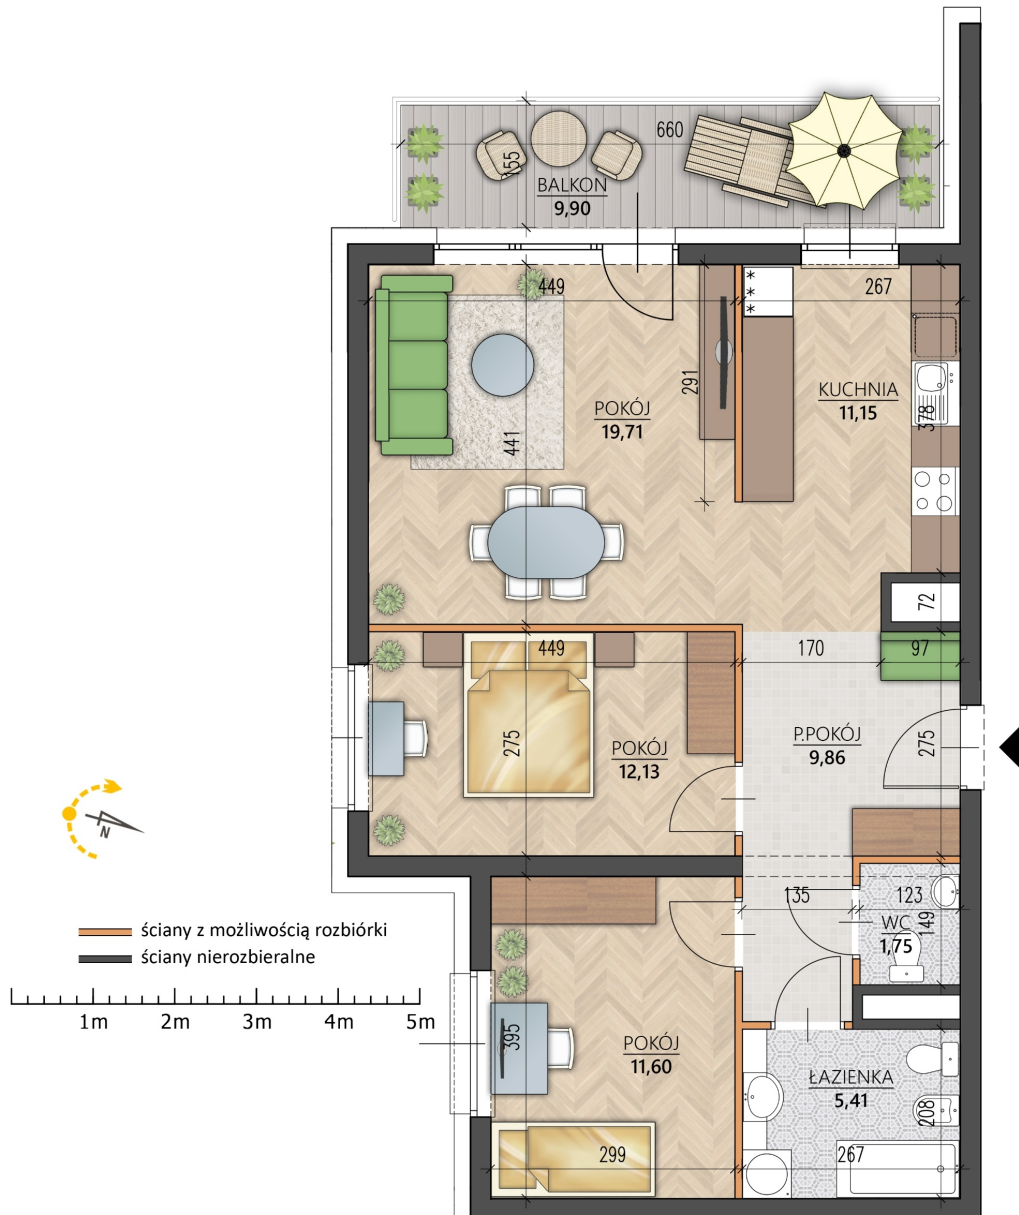 660
155
BALKON
9,90
449
267
291
POKÓJ
19,71
KUCHNIA
11,15
378
441
72
449
170
97
275
POKÓJ
12,13
P.POKÓJ
9,86
275
N
135
123
WC
1,75
149
ściany z możliwością rozbiórki
ściany nierozbieralne
1m 2m 3m 4m 5m
395
POKÓJ
11,60
ŁAZIENKA
5,41
208
299
267